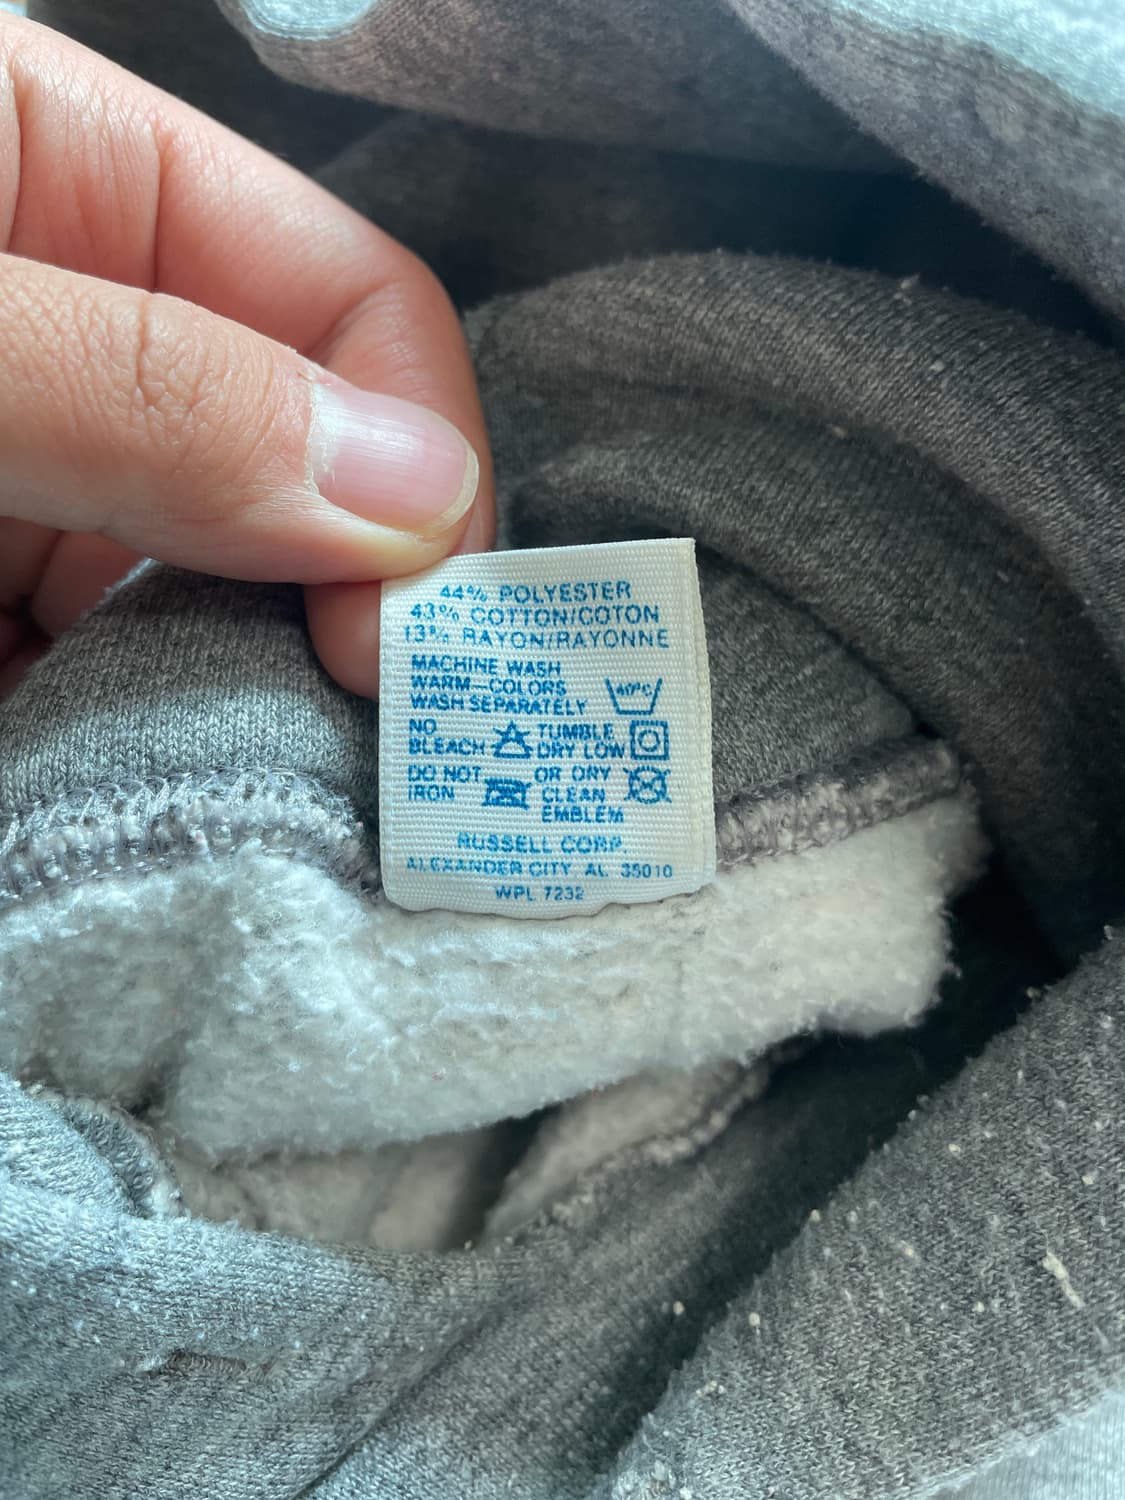 44% POLYESTER
43% COTTON/COTON
13% RAYON/RAYONNE
MACHINE WASH
WARM—COLORS
WASH SEPARATELY
40°C
NO
BLEACH
TUMBLE
DRY LOW
DO NOT
IRON
OR DRY
CLEAN
EMBLEM
RUSSELL CORP
ALEXANDER CITY AL 35010
WPL 7232